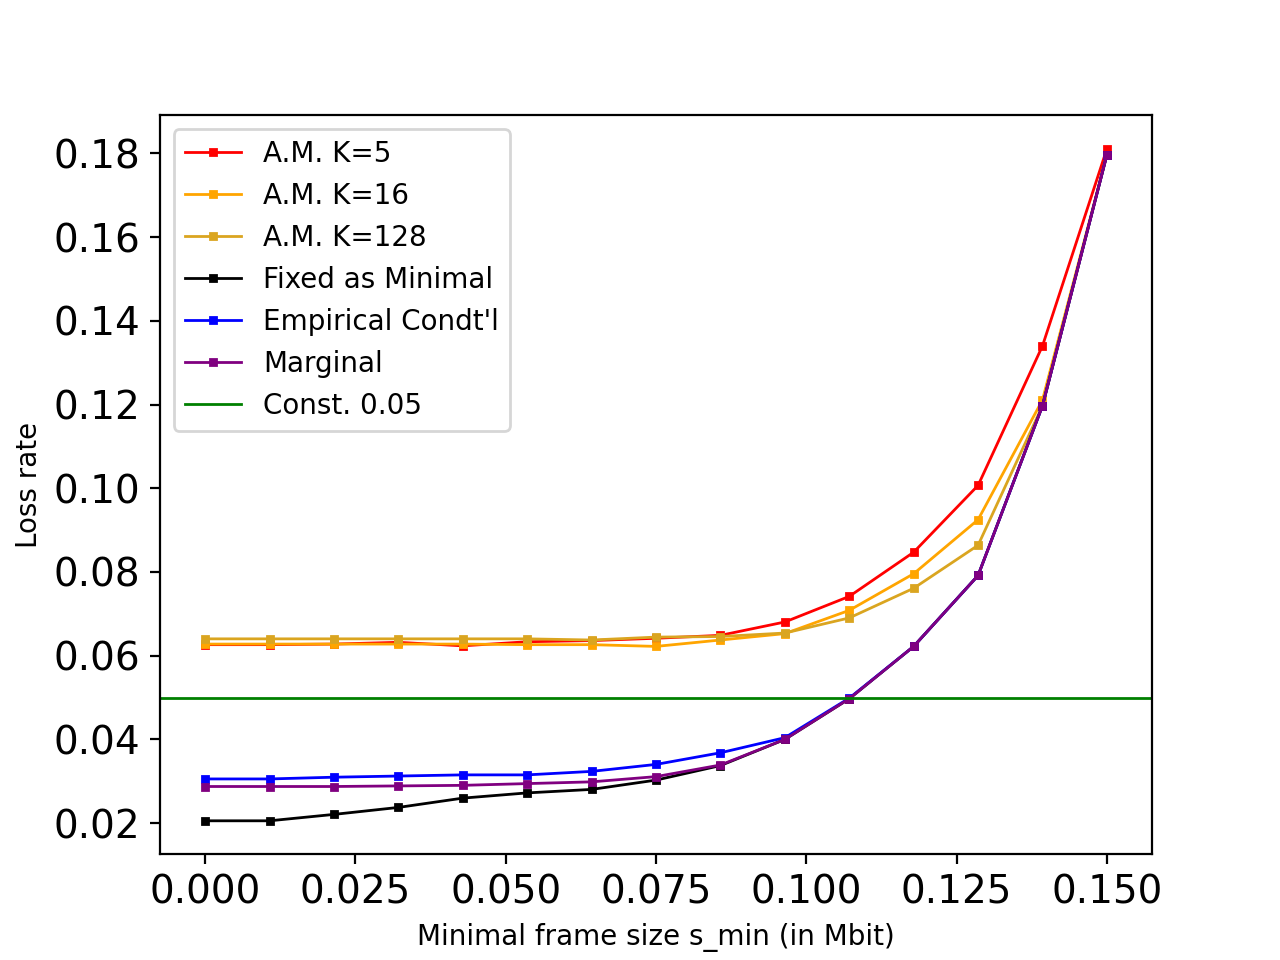 0.18
0.16
0.14
0.12
0.10
0.08
0.06
0.04
0.02
Loss rate
A.M. K=5
A.M. K=16
A.M. K=128
Fixed as Minimal
Empirical Condt'l
Marginal
Const. 0.05
0.000 0.025 0.050 0.075 0.100 0.125 0.150
Minimal frame size s_min (in Mbit)